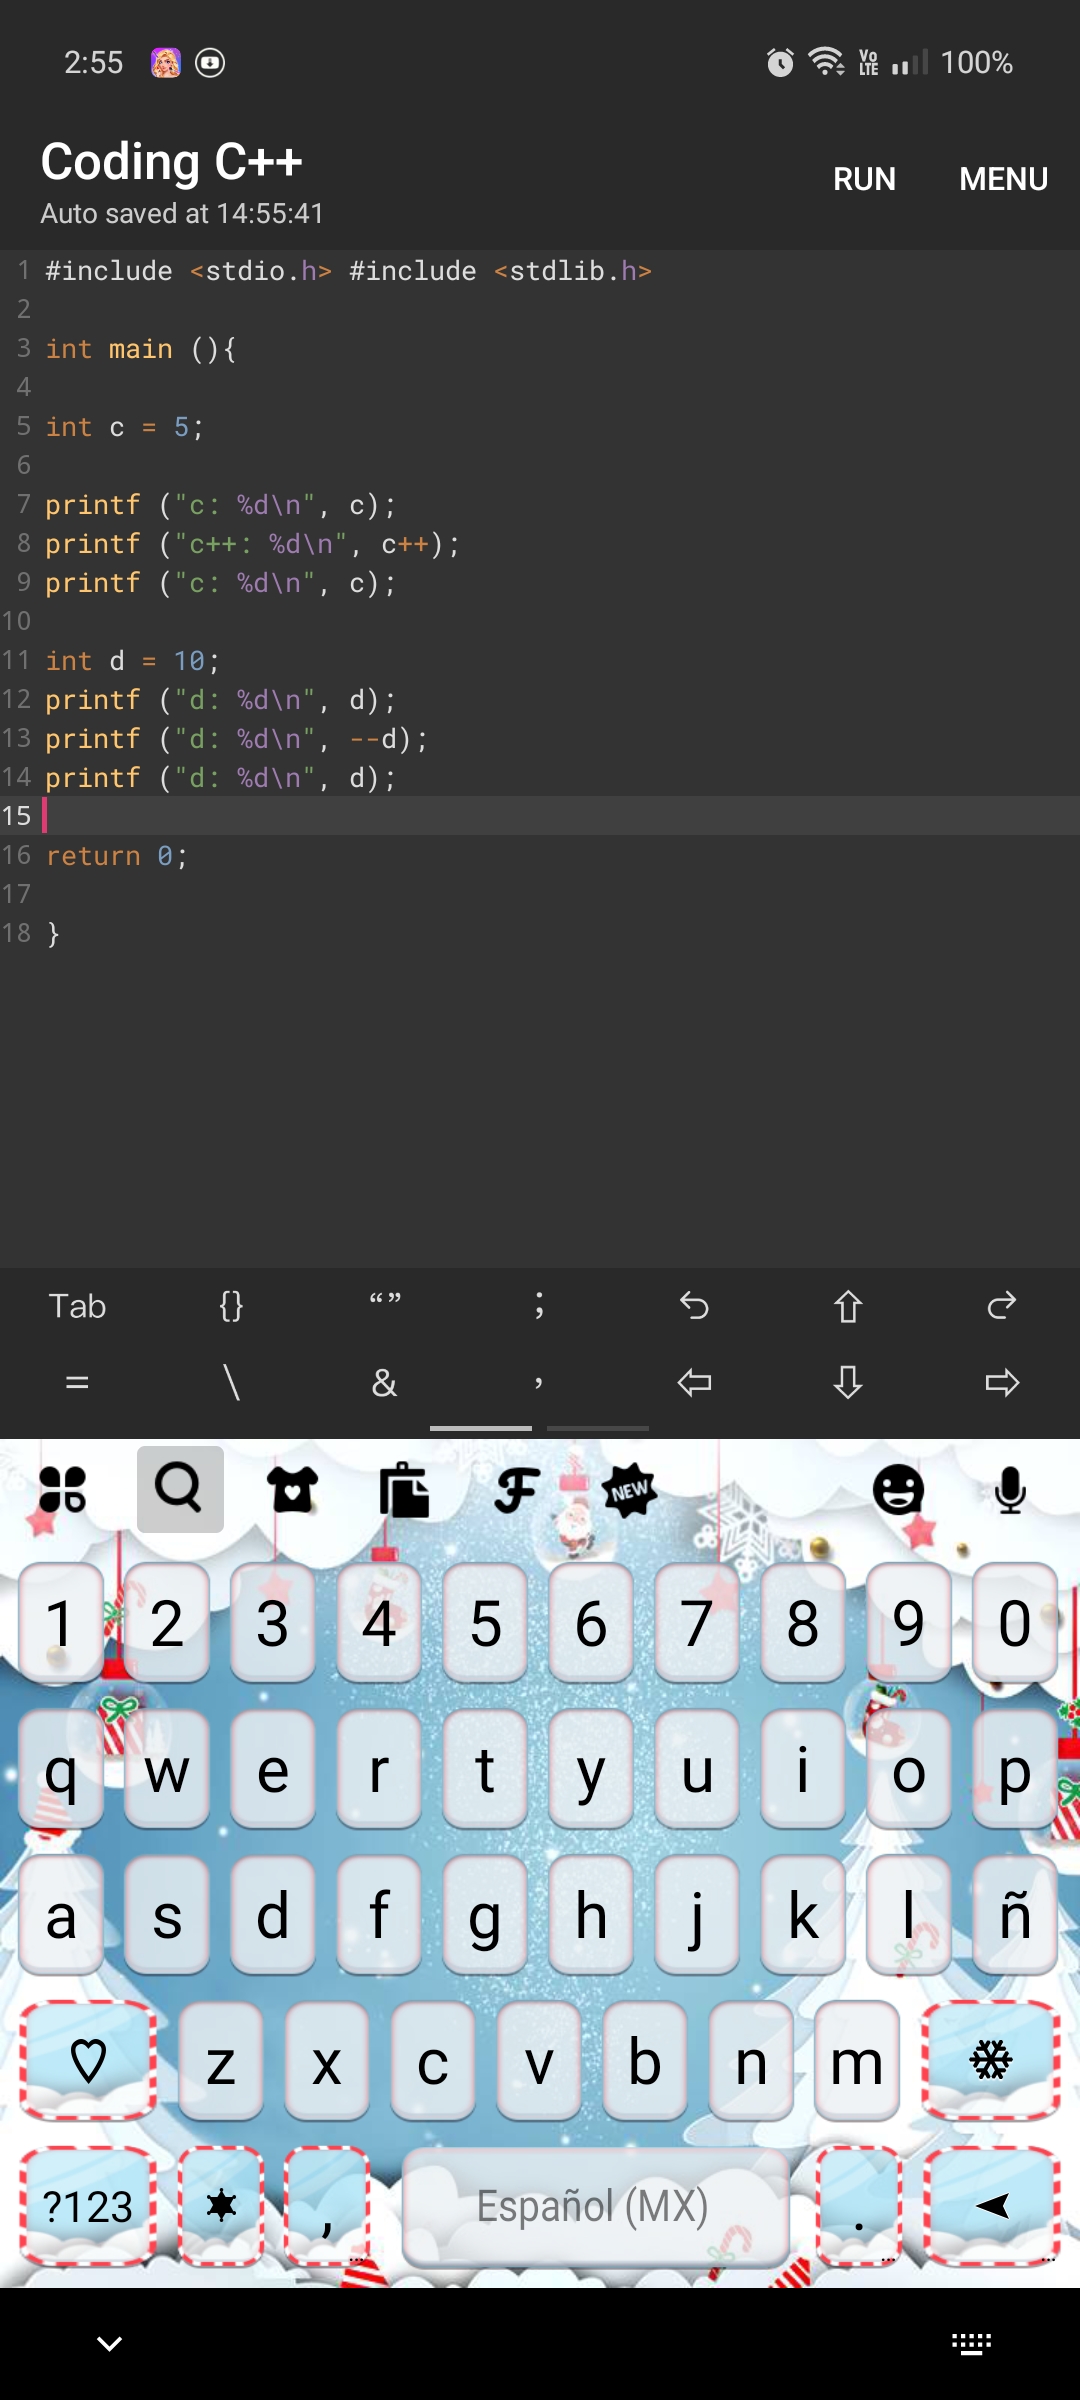 2:55 Vo LTE 100%
Coding C++
RUN MENU
Auto saved at 14:55:41
1 #include <stdio.h> #include <stdlib.h>
2
3 int main (){
4
5 int c = 5;
6
7 printf ("c: %d\n", c);
8 printf ("c++: %d\n", c++);
9 printf ("c: %d\n", c);
10
11 int d = 10;
12 printf ("d: %d\n", d);
13 printf ("d: %d\n", --d);
14 printf ("d: %d\n", d);
15
16 return 0;
17
18 }
Tab {} “” ;
= \ & ,
F NEW
1 2 3 4 5 6 7 8 9 0
q w e r t y u i o p
a s d f g h j k l ñ
z x c v b n m
?123 , Español (MX) .